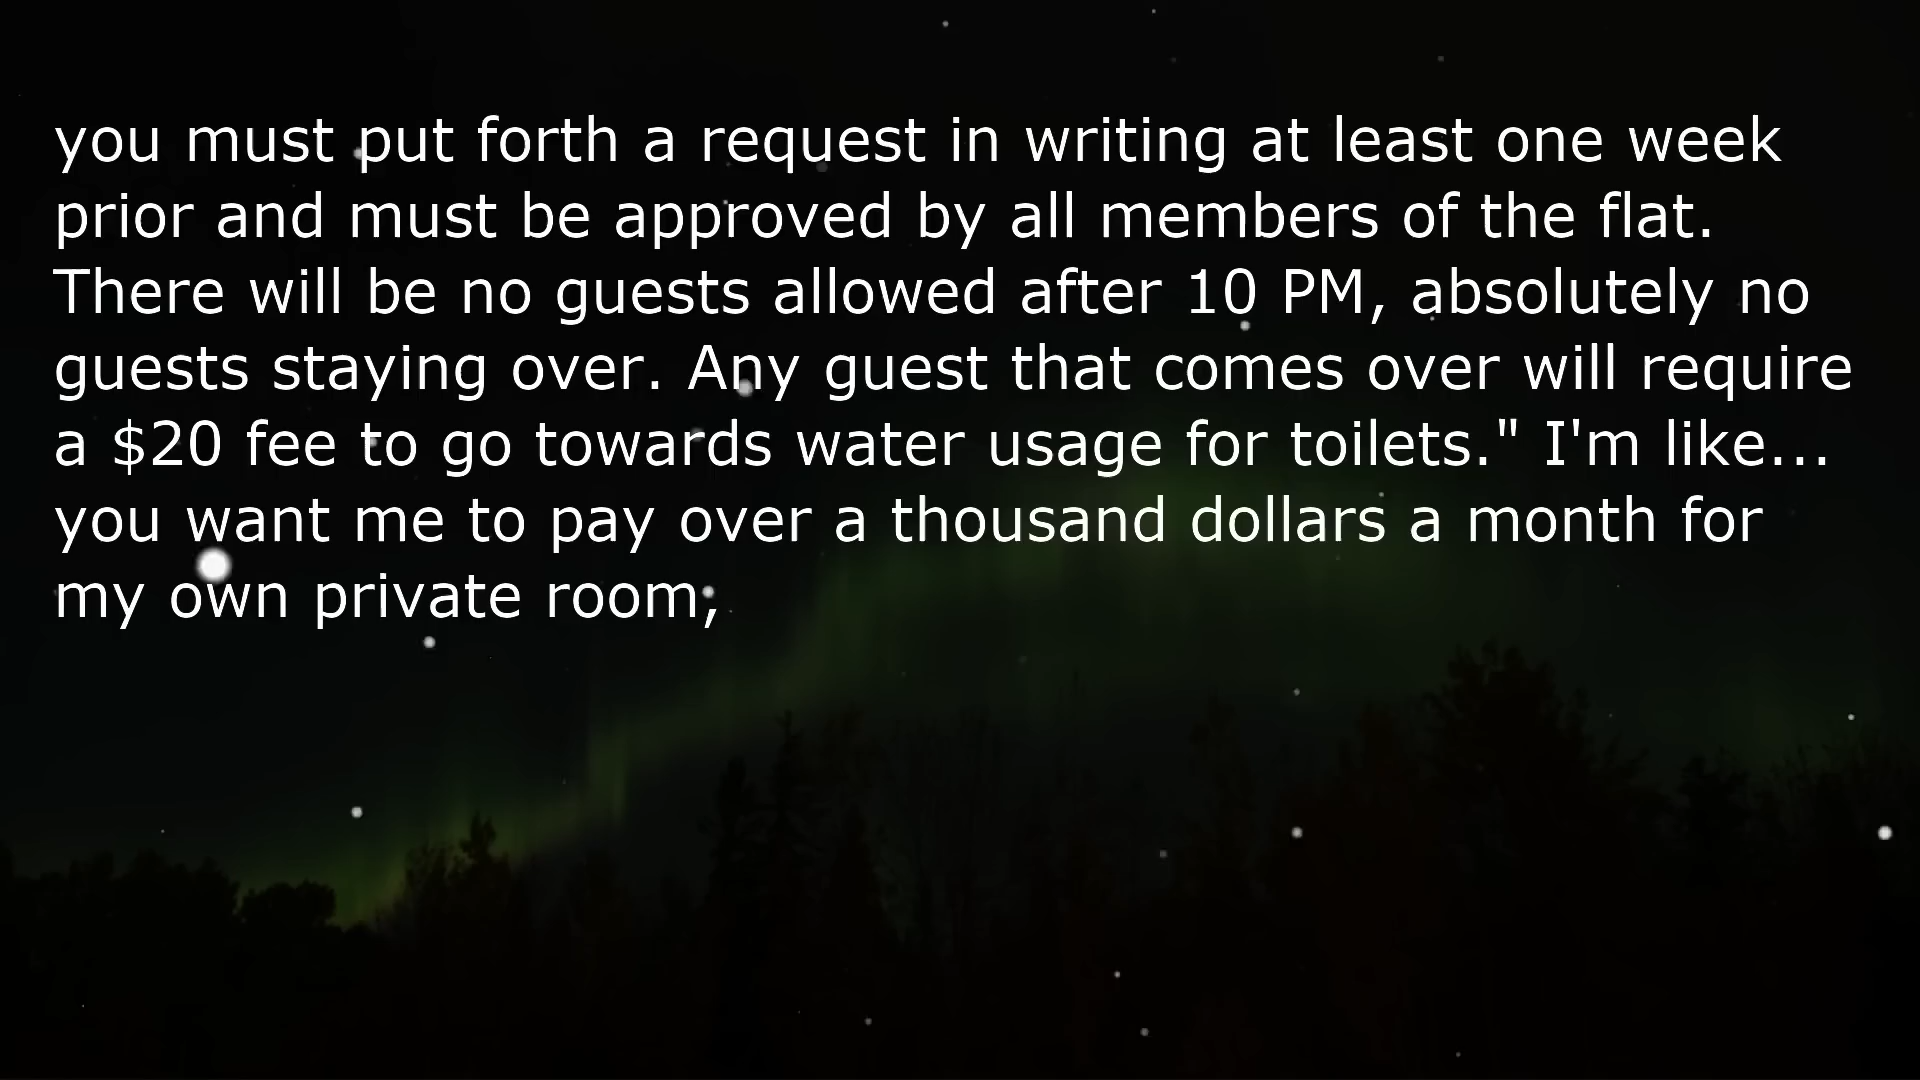 you must put forth a request in writing at least one week
prior and must be approved by all members of the flat.
There will be no guests allowed after 10 PM, absolutely no
guests staying over. Any guest that comes over will require
a $20 fee to go towards water usage for toilets." I'm like...
you want me to pay over a thousand dollars a month for
my own private room,